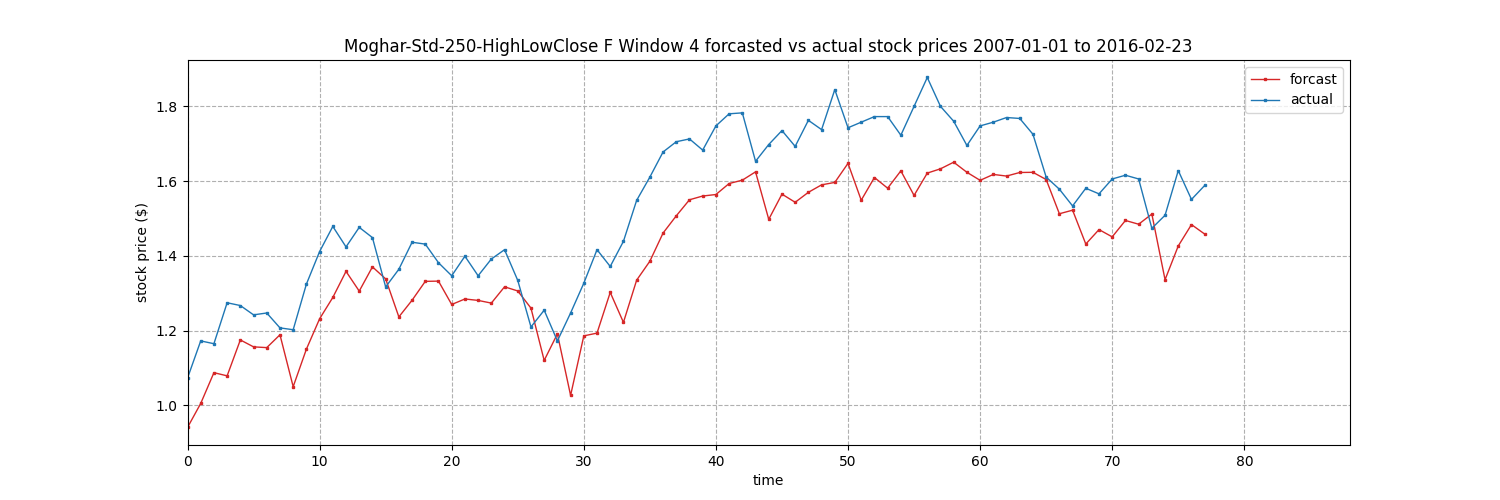 Moghar-Std-250-HighLowClose F Window 4 forcasted vs actual stock prices 2007-01-01 to 2016-02-23
forcast
actual
stock price ($)
1.8
1.6
1.4
1.2
1.0
0 10 20 30 40 50 60 70 80
time